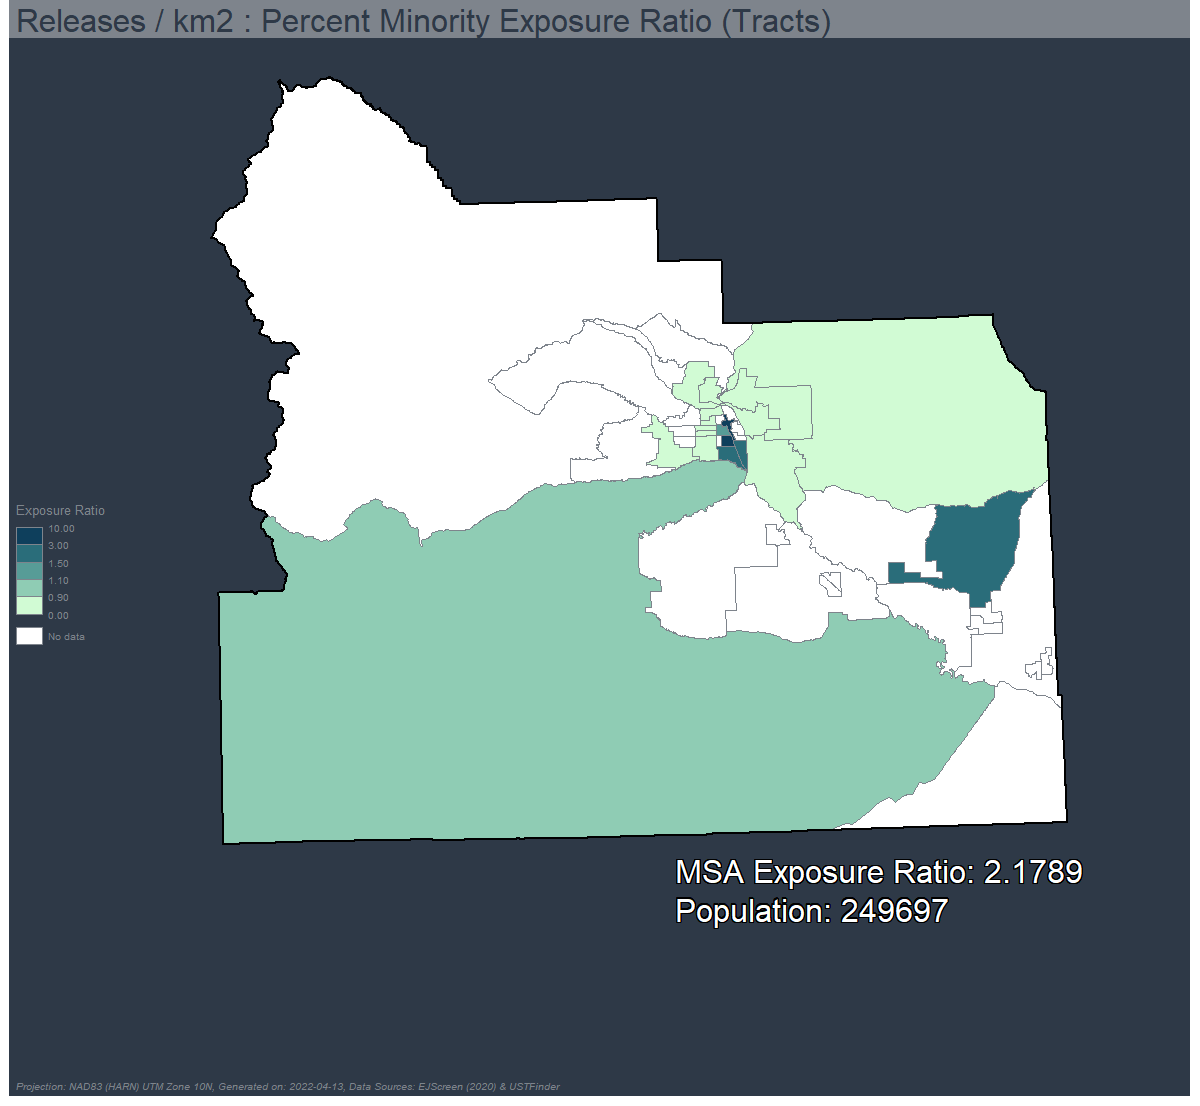 Releases / km2 : Percent Minority Exposure Ratio (Tracts)
Exposure Ratio
10.00
3.00
1.50
1.10
0.90
0.00
No data
MSA Exposure Ratio: 2.1789
Population: 249697
Projection: NAD83 (HARN) UTM Zone 10N, Generated on: 2022-04-13, Data Sources: EJScreen (2020) & USTFinder